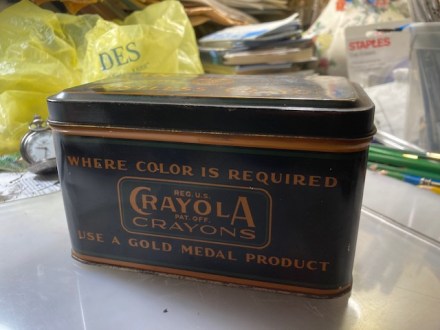 DES
STAPLES
WHERE COLOR IS REQUIRED
REG. U.S.
CRAYOLA
PAT. OFF.
CRAYONS
USE A GOLD MEDAL PRODUCT